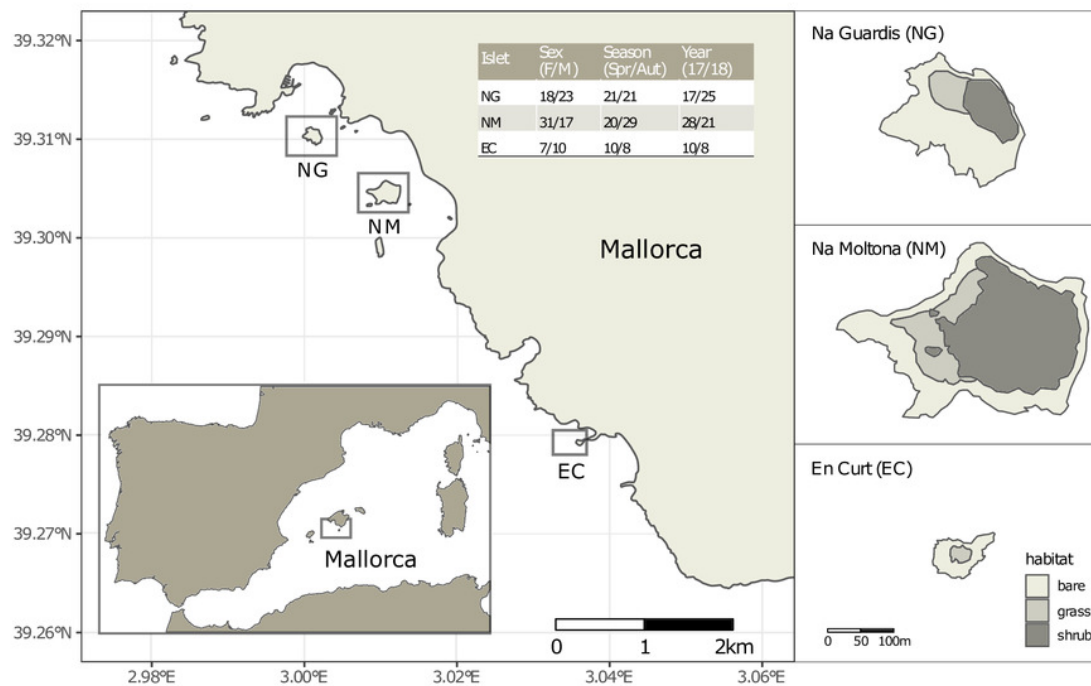 39.32°N
39.31°N
39.30°N
39.29°N
39.28°N
39.27°N
39.26°N
2.98°E 3.00°E 3.02°E 3.04°E 3.06°E
Islet Sex (F/M) Season (Spr/Aut) Year (17/18)
NG 18/23 21/21 17/25
NM 31/17 20/29 28/21
EC 7/10 10/8 10/8
NG
NM
Mallorca
EC
Mallorca
0 1 2km
Na Guardis (NG)
Na Moltona (NM)
En Curt (EC)
habitat
bare
grass
shrub
0 50 100m